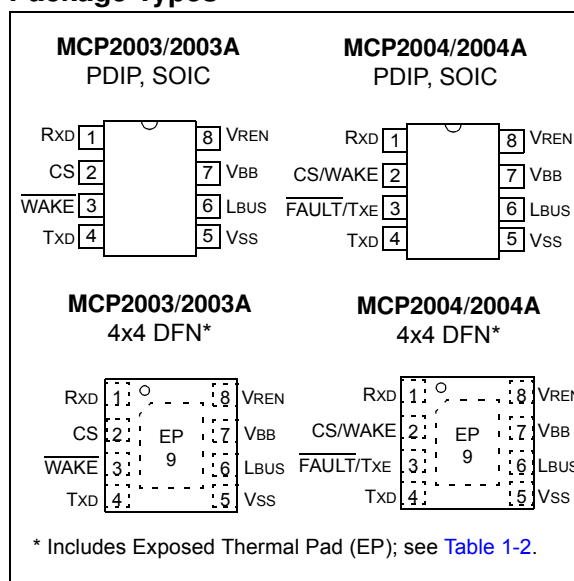 MCP2003/2003A
PDIP, SOIC
RXD 1 8 VREN
CS 2 7 VBB
WAKE 3 6 LBUS
TXD 4 5 VSS
MCP2004/2004A
PDIP, SOIC
RXD 1 8 VREN
CS/WAKE 2 7 VBB
FAULT/TXE 3 6 LBUS
TXD 4 5 VSS
MCP2003/2003A
4x4 DFN*
RXD 1 8 VREN
CS 2 EP 7 VBB
WAKE 3 9 6 LBUS
TXD 4 5 VSS
MCP2004/2004A
4x4 DFN*
RXD 1 8 VREN
CS/WAKE 2 EP 7 VBB
FAULT/TXE 3 9 6 LBUS
TXD 4 5 VSS
* Includes Exposed Thermal Pad (EP); see Table 1-2.